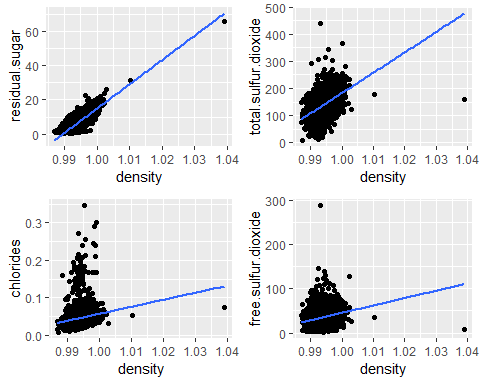 residual.sugar
60
40
20
0
0.99 1.00 1.01 1.02 1.03 1.04
density
total.sulfur.dioxide
500
400
300
200
100
0
0.99 1.00 1.01 1.02 1.03 1.04
density
chlorides
0.3
0.2
0.1
0.0
0.99 1.00 1.01 1.02 1.03 1.04
density
free.sulfur.dioxide
300
200
100
0
0.99 1.00 1.01 1.02 1.03 1.04
density